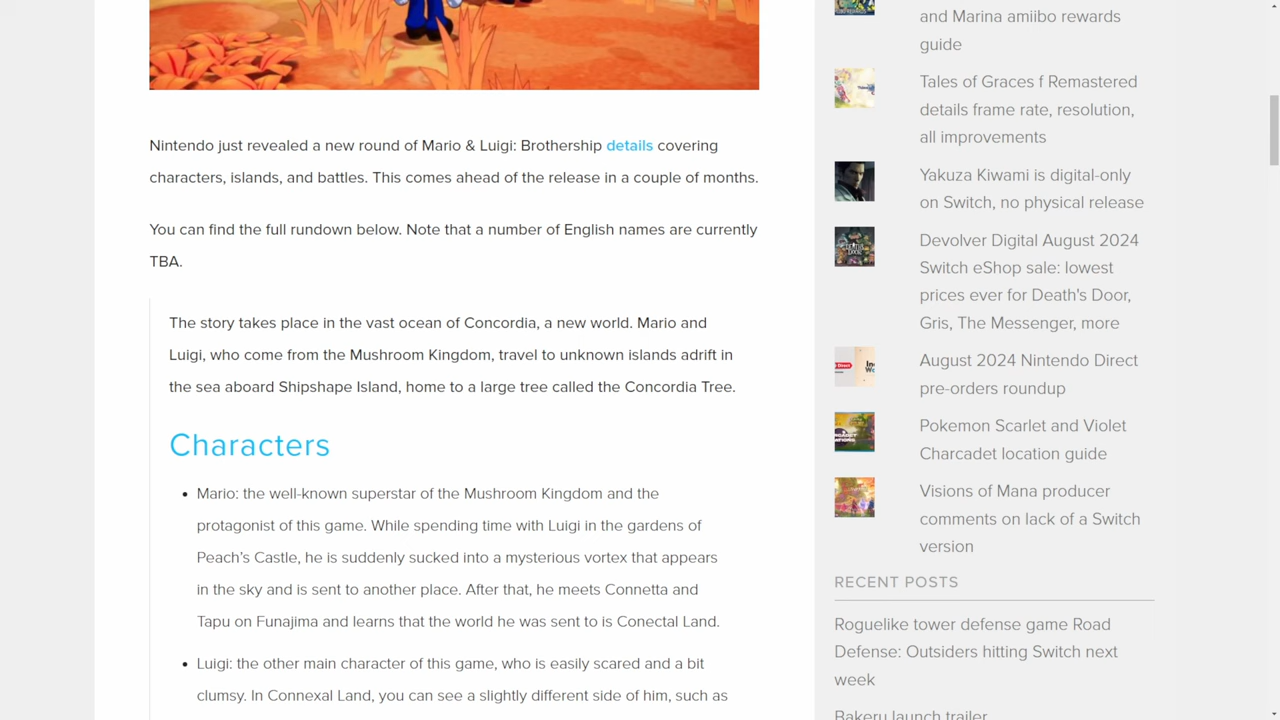 Nintendo just revealed a new round of Mario & Luigi: Brothership details covering
characters, islands, and battles. This comes ahead of the release in a couple of months.
You can find the full rundown below. Note that a number of English names are currently
TBA.
The story takes place in the vast ocean of Concordia, a new world. Mario and
Luigi, who come from the Mushroom Kingdom, travel to unknown islands adrift in
the sea aboard Shipshape Island, home to a large tree called the Concordia Tree.
Characters
• Mario: the well-known superstar of the Mushroom Kingdom and the
protagonist of this game. While spending time with Luigi in the gardens of
Peach’s Castle, he is suddenly sucked into a mysterious vortex that appears
in the sky and is sent to another place. After that, he meets Connetta and
Tapu on Funajima and learns that the world he was sent to is Conectal Land.
• Luigi: the other main character of this game, who is easily scared and a bit
clumsy. In Connexal Land, you can see a slightly different side of him, such as
and Marina amiibo rewards
guide
Tales of Graces f Remastered
details frame rate, resolution,
all improvements
Yakuza Kiwami is digital-only
on Switch, no physical release
Devolver Digital August 2024
Switch eShop sale: lowest
prices ever for Death's Door,
Gris, The Messenger, more
August 2024 Nintendo Direct
pre-orders roundup
Pokemon Scarlet and Violet
Charcadet location guide
Visions of Mana producer
comments on lack of a Switch
version
RECENT POSTS
Roguelike tower defense game Road
Defense: Outsiders hitting Switch next
week
Bakeru launch trailer